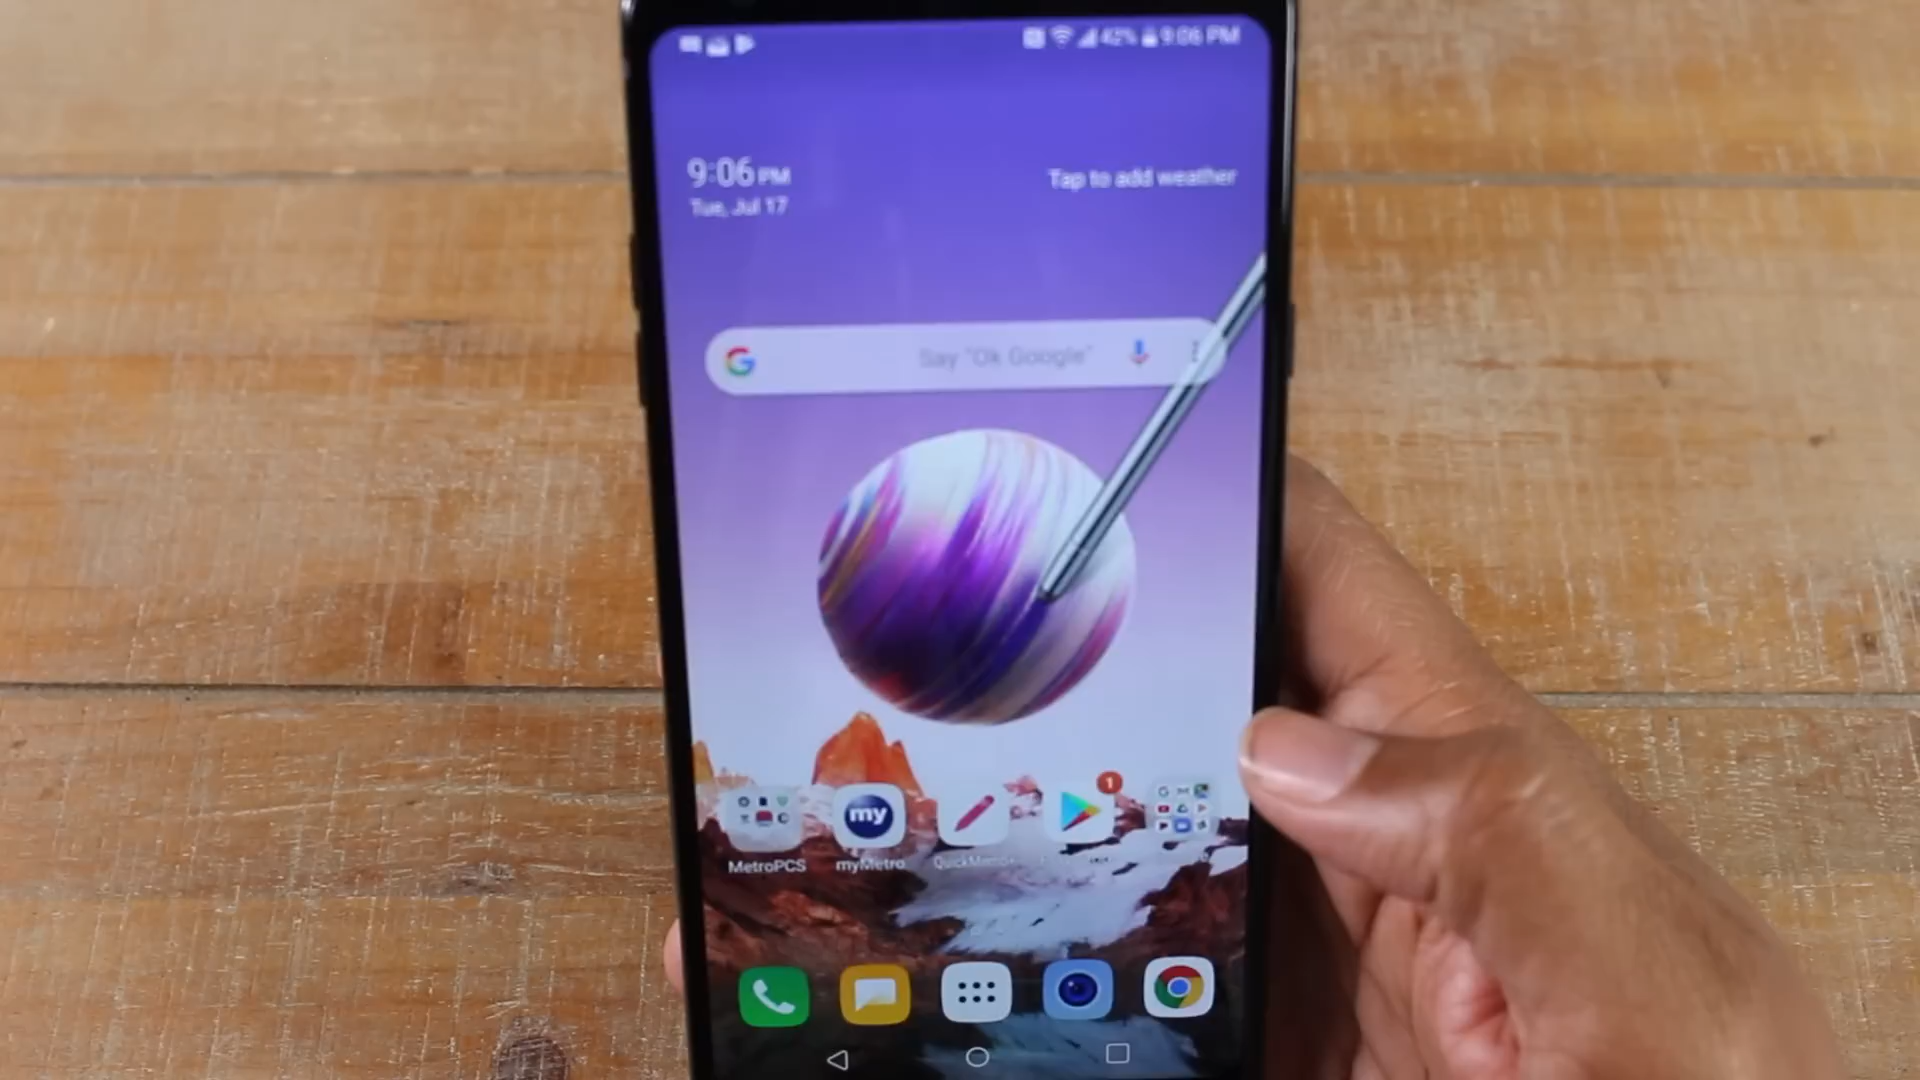 42% 9:06 PM
9:06 PM
Tap to add weather
Tue, Jul 17
G Say "Ok Google"
1
my
MetroPCS
myMetro